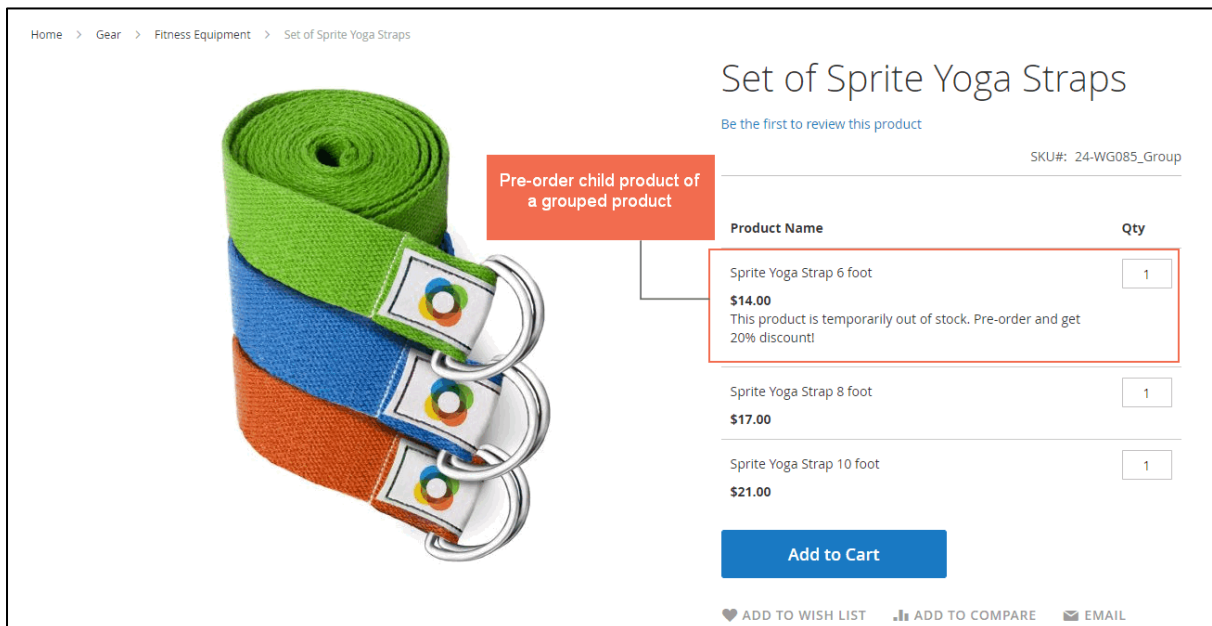 Home > Gear > Fitness Equipment > Set of Sprite Yoga Straps
Set of Sprite Yoga Straps
Be the first to review this product
SKU#: 24-WG085_Group
Pre-order child product of
a grouped product
Product Name Qty
Sprite Yoga Strap 6 foot 1
$14.00
This product is temporarily out of stock. Pre-order and get
20% discount!
Sprite Yoga Strap 8 foot 1
$17.00
Sprite Yoga Strap 10 foot 1
$21.00
Add to Cart
ADD TO WISH LIST ADD TO COMPARE EMAIL